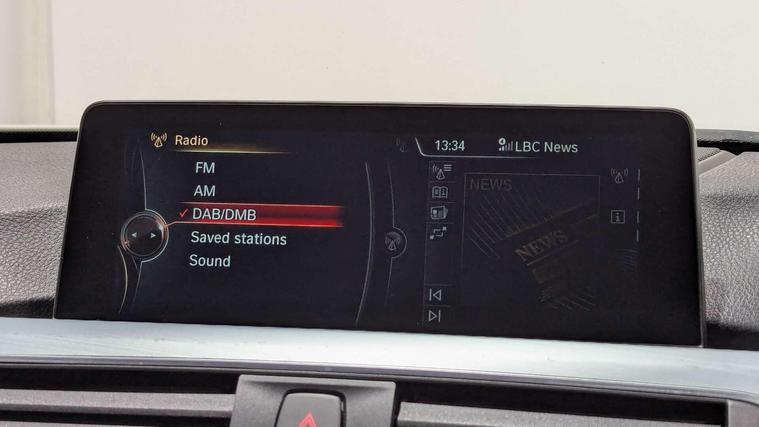 Radio
FM
AM
DAB/DMB
Saved stations
Sound
13:34
LBC News
NEWS
NEWS